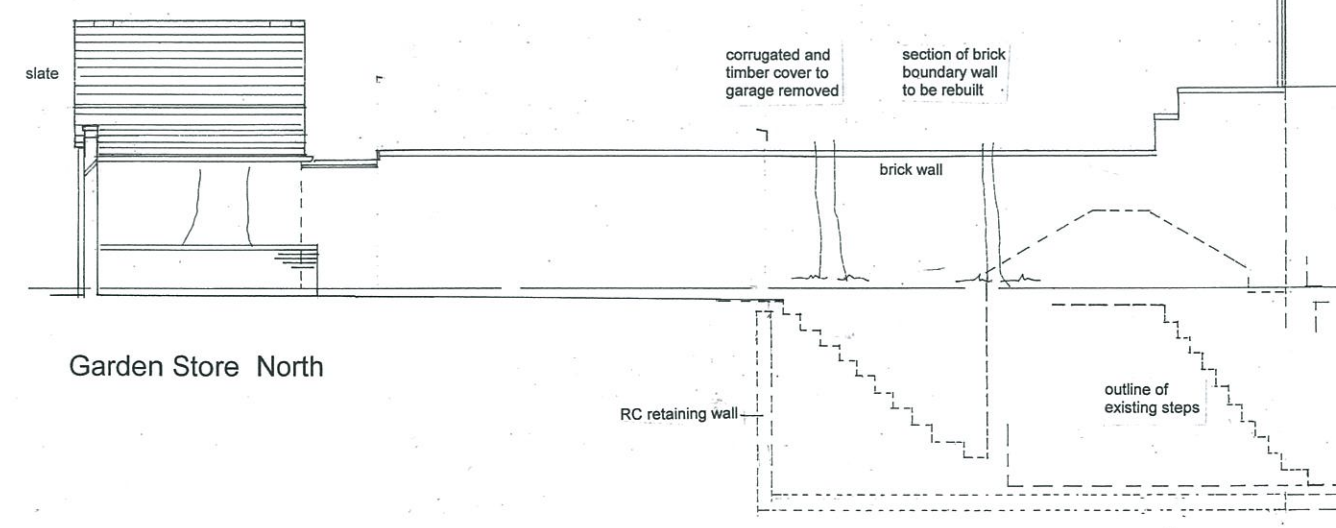 slate
corrugated and
timber cover to
garage removed
section of brick
boundary wall
to be rebuilt
brick wall
Garden Store North
RC retaining wall
outline of
existing steps